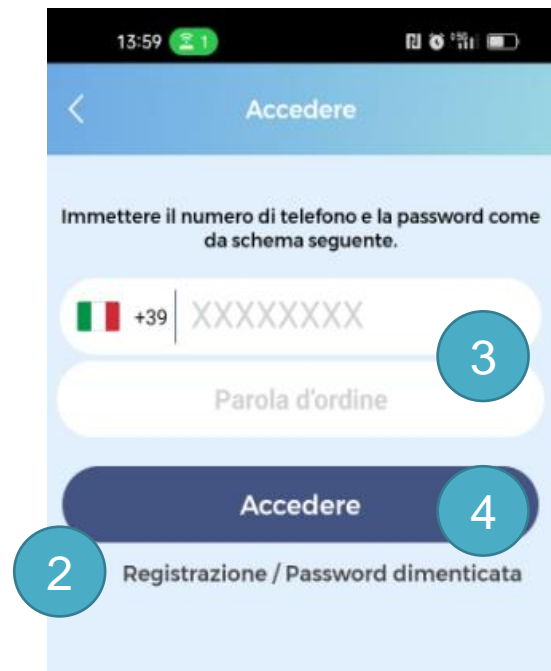 13:59 1
Accedere
Immettere il numero di telefono e la password come
da schema seguente.
+39 XXXXXXXX
3
Parola d'ordine
Accedere
4
2
Registrazione / Password dimenticata